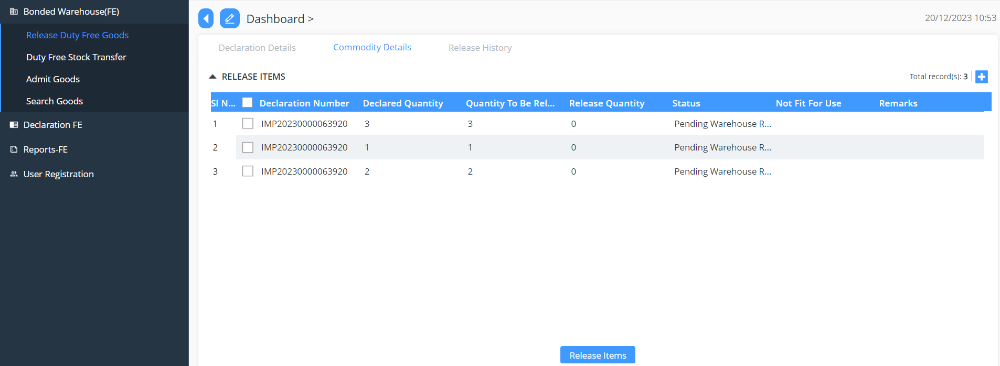 Bonded Warehouse(FE)
Release Duty Free Goods
Duty Free Stock Transfer
Admit Goods
Search Goods
Declaration FE
Reports-FE
User Registration
Dashboard >
20/12/2023 10:53
Declaration Details Commodity Details Release History
RELEASE ITEMS
Total record(s): 3
Sl N... Declaration Number Declared Quantity Quantity To Be Rel... Release Quantity Status Not Fit For Use Remarks
1 IMP20230000063920 3 3 0 Pending Warehouse R...
2 IMP20230000063920 1 1 0 Pending Warehouse R...
3 IMP20230000063920 2 2 0 Pending Warehouse R...
Release Items